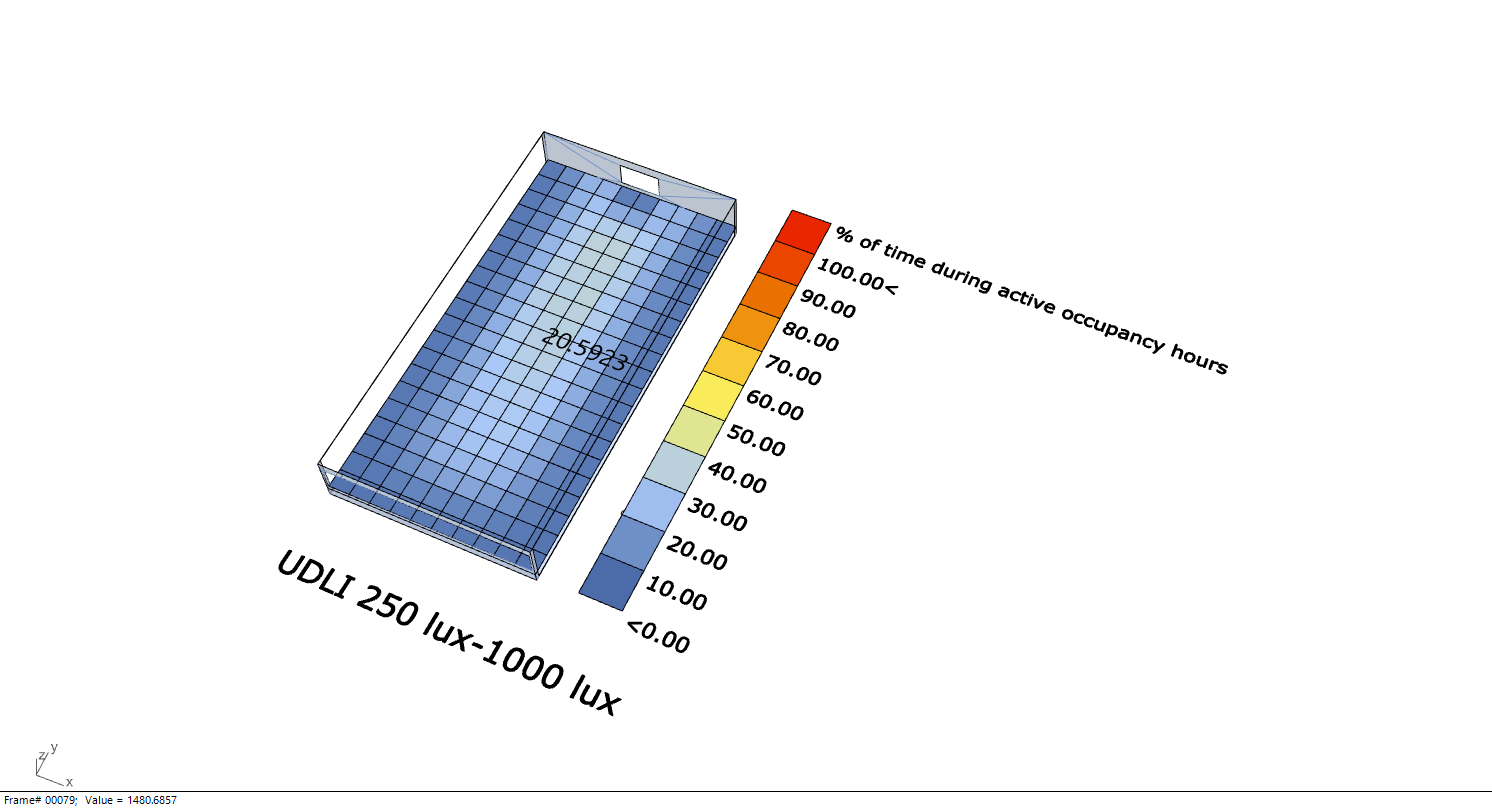 % of time during active occupancy hours
100.00<
90.00
80.00
70.00
60.00
50.00
40.00
30.00
20.00
10.00
<0.00
20.5923
UDLI 250 lux-1000 lux
z y
x
Frame# 00079; Value = 1480.6857